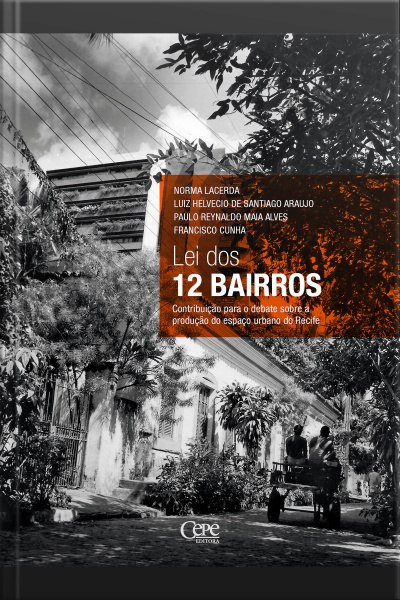 NORMA LACERDA
LUIZ HELVECIO DE SANTIAGO ARAUJO
PAULO REYNALDO MAIA ALVES
FRANCISCO CUNHA
Lei dos
12 BAIRROS
Contribuição para o debate sobre a
produção do espaço urbano do Recife
Cepe
EDITORA